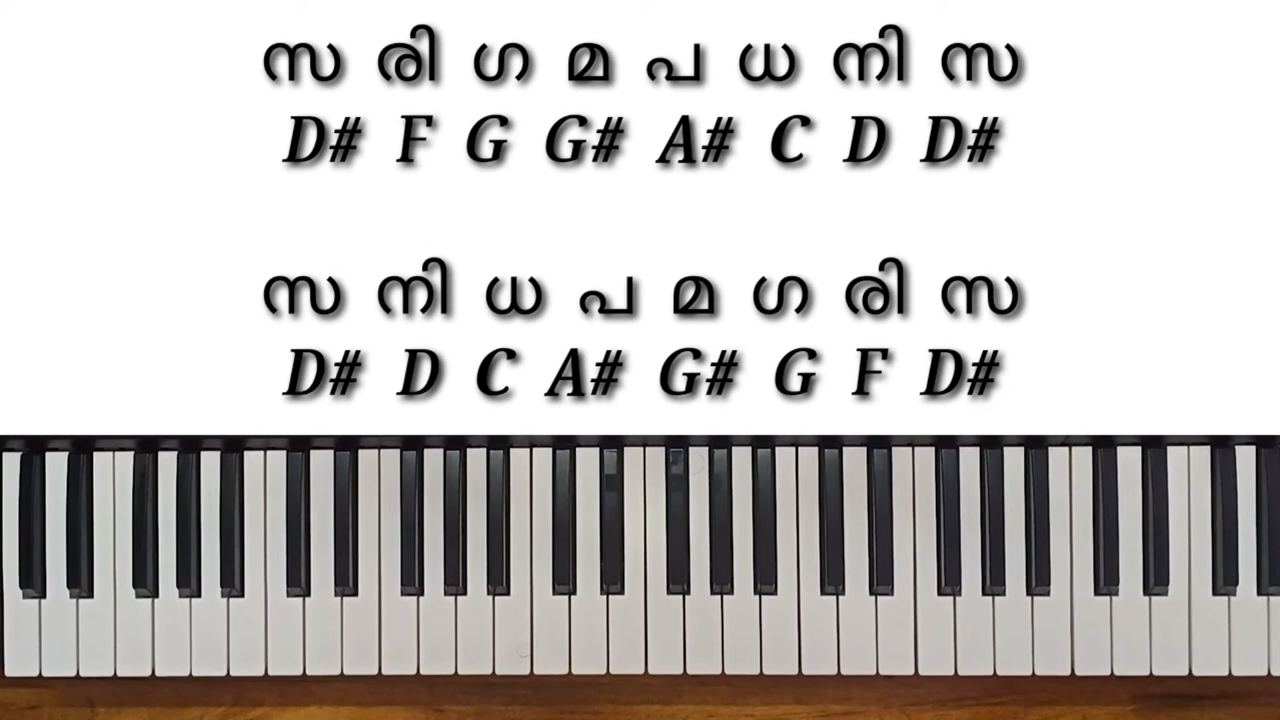 സ രി ഗ മ പ ധ നി സ
D# F G G# A# C D D#
സ നി ധ പ മ ഗ രി സ
D# D C A# G# G F D#